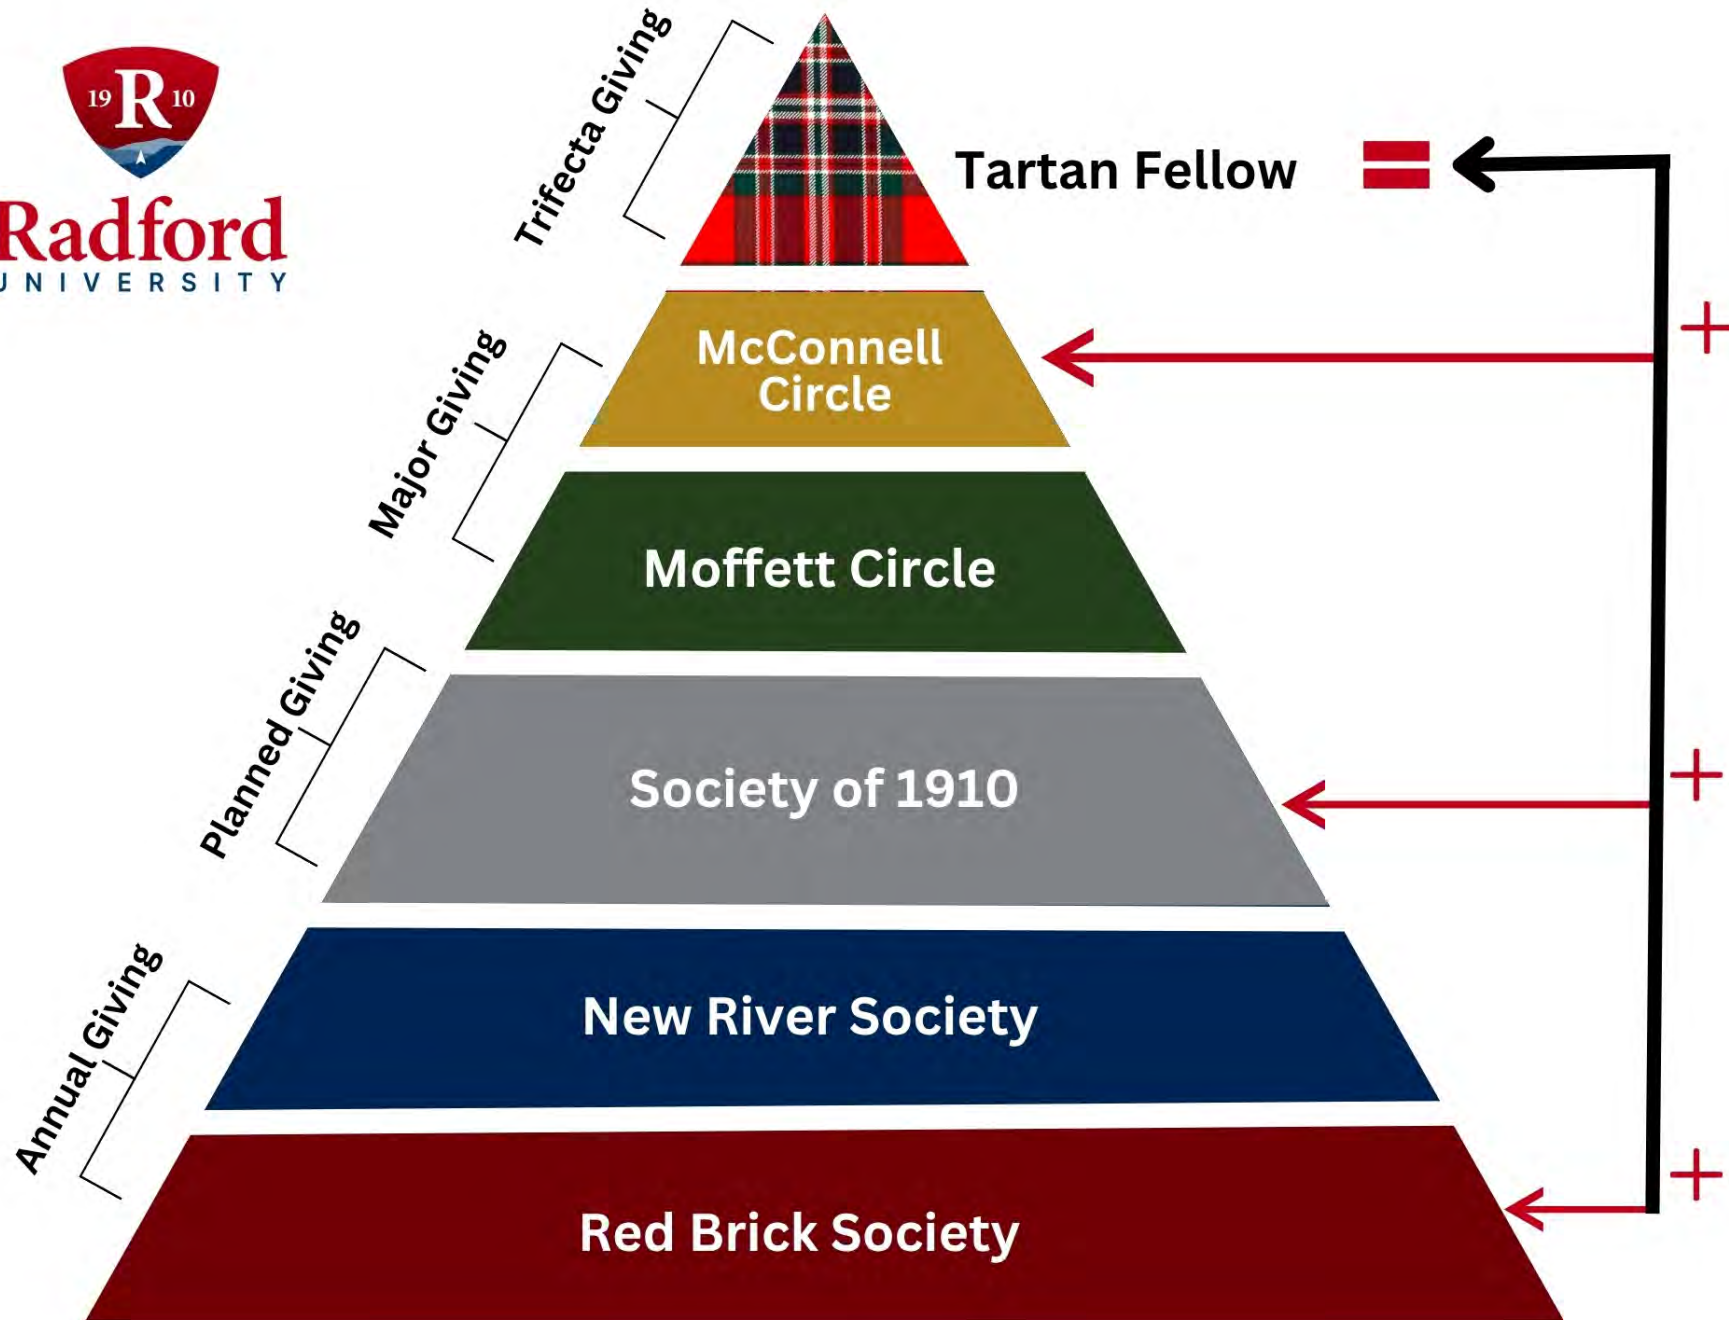 19 R 10
Radford
UNIVERSITY
Trifecta Giving
Tartan Fellow =
+
McConnell
Circle
Major Giving
Moffett Circle
Planned Giving
Society of 1910
+
Annual Giving
New River Society
+
Red Brick Society